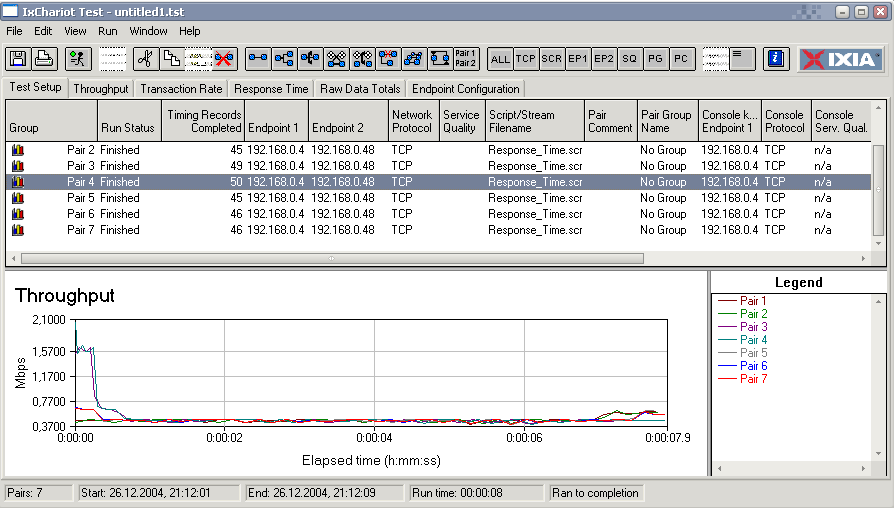 IxChariot Test - untitled1.tst
File Edit View Run Window Help
Pair 1 Pair 2 ALL TCP SCR EP1 EP2 SQ PG PC i IXIA
Test Setup Throughput Transaction Rate Response Time Raw Data Totals Endpoint Configuration
Group Run Status Timing Records Completed Endpoint 1 Endpoint 2 Network Protocol Service Quality Script/Stream Filename Pair Comment Pair Group Name Console k... Endpoint 1 Console Protocol Console Serv. Qual.
Pair 2 Finished 45 192.168.0.4 192.168.0.48 TCP Response_Time.scr No Group 192.168.0.4 TCP n/a
Pair 3 Finished 49 192.168.0.4 192.168.0.48 TCP Response_Time.scr No Group 192.168.0.4 TCP n/a
Pair 4 Finished 50 192.168.0.4 192.168.0.48 TCP Response_Time.scr No Group 192.168.0.4 TCP n/a
Pair 5 Finished 45 192.168.0.4 192.168.0.48 TCP Response_Time.scr No Group 192.168.0.4 TCP n/a
Pair 6 Finished 46 192.168.0.4 192.168.0.48 TCP Response_Time.scr No Group 192.168.0.4 TCP n/a
Pair 7 Finished 46 192.168.0.4 192.168.0.48 TCP Response_Time.scr No Group 192.168.0.4 TCP n/a
Throughput
2,1000
1,5700
1,1700
0,7700
0,3700
Mbps
0:00:00 0:00:02 0:00:04 0:00:06 0:00:07.9
Elapsed time (h:mm:ss)
Legend
Pair 1
Pair 2
Pair 3
Pair 4
Pair 5
Pair 6
Pair 7
Pairs: 7 Start: 26.12.2004, 21:12:01 End: 26.12.2004, 21:12:09 Run time: 00:00:08 Ran to completion